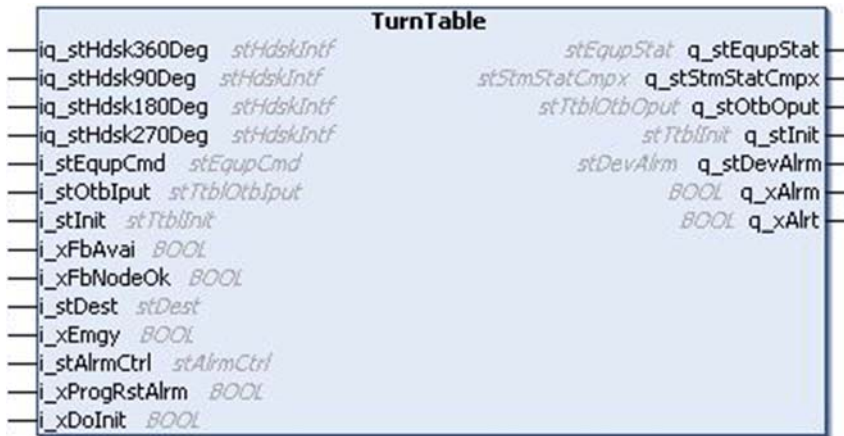 TurnTable
iq_stHdsk360Deg stHdskIntf stEqupStat q_stEqupStat
iq_stHdsk90Deg stHdskIntf stStmStatCmpx q_stStmStatCmpx
iq_stHdsk180Deg stHdskIntf stTtblOtbOput q_stOtbOput
iq_stHdsk270Deg stHdskIntf stTtblInit q_stInit
i_stEqupCmd stEqupCmd stDevAlrm q_stDevAlrm
i_stOtbIput stTtblOtbIput BOOL q_xAlrm
i_stInit stTtblInit BOOL q_xAlrt
i_xFbAvai BOOL
i_xFbNodeOk BOOL
i_stDest stDest
i_xEmgy BOOL
i_stAlrmCtrl stAlrmCtrl
i_xProgRstAlrm BOOL
i_xDoInit BOOL